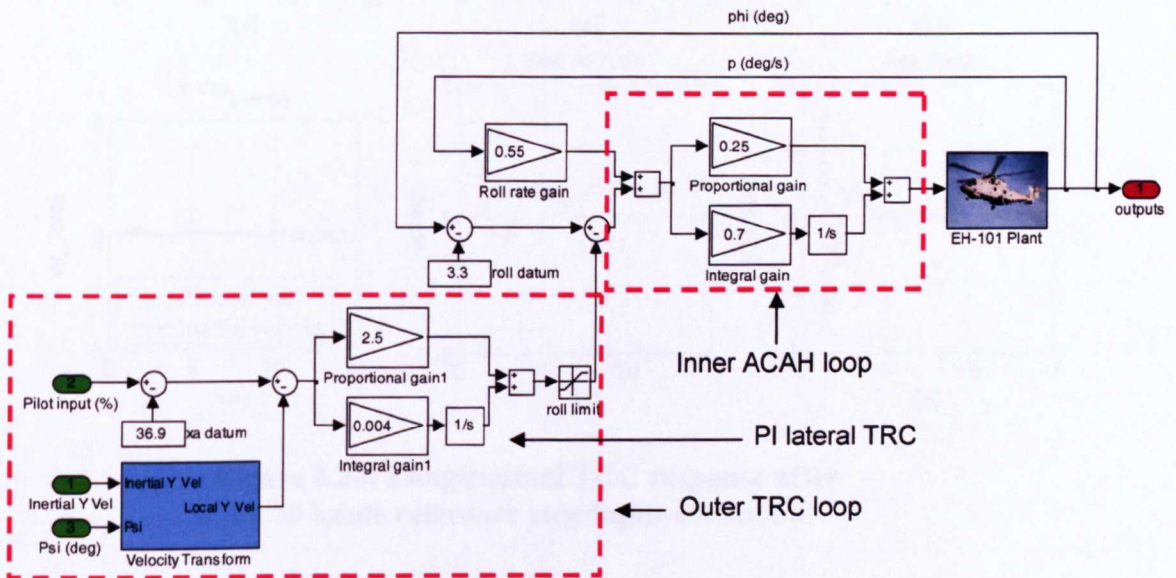 phi (deg)
p (deg/s)
0.55
Roll rate gain
0.25
Proportional gain
0.7
1/s
Integral gain
EH-101 Plant
1
outputs
3.3
roll datum
2.5
Proportional gain1
Inner ACAH loop
2
Pilot input (%)
roll limit
36.9
xa datum
0.004
1/s
Integral gain1
PI lateral TRC
1
Inertial Y Vel
3
Psi (deg)
Inertial Y Vel
Local Y Vel
Psi
Velocity Transform
Outer TRC loop